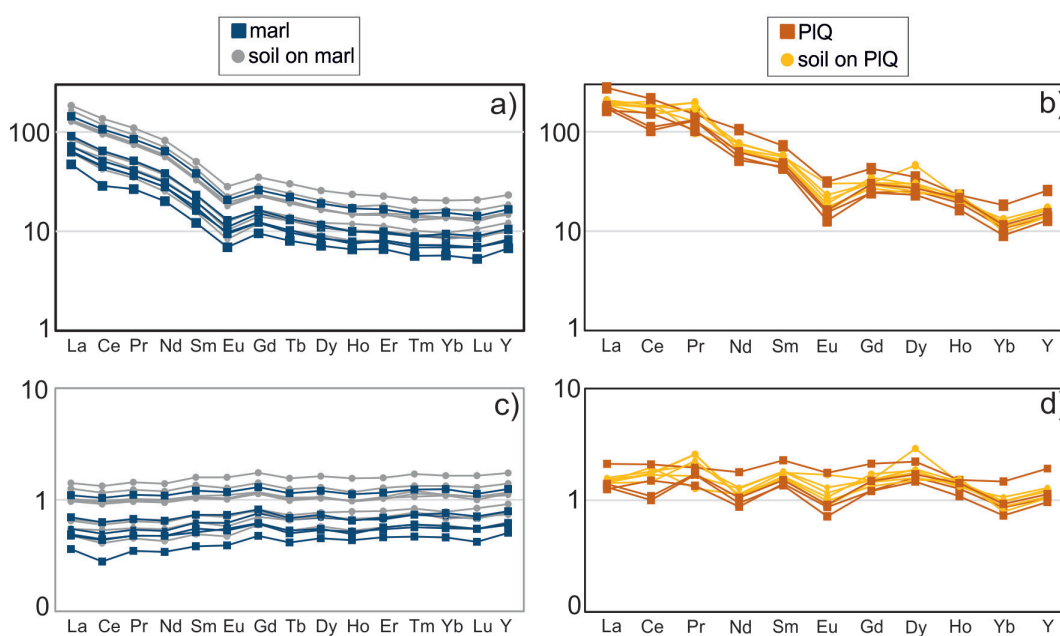 marl
soil on marl
PlQ
soil on PlQ
a)
100
10
1
La Ce Pr Nd Sm Eu Gd Tb Dy Ho Er Tm Yb Lu Y
b)
100
10
1
La Ce Pr Nd Sm Eu Gd Dy Ho Yb Y
c)
10
1
0
La Ce Pr Nd Sm Eu Gd Tb Dy Ho Er Tm Yb Lu Y
d)
10
1
0
La Ce Pr Nd Sm Eu Gd Dy Ho Yb Y